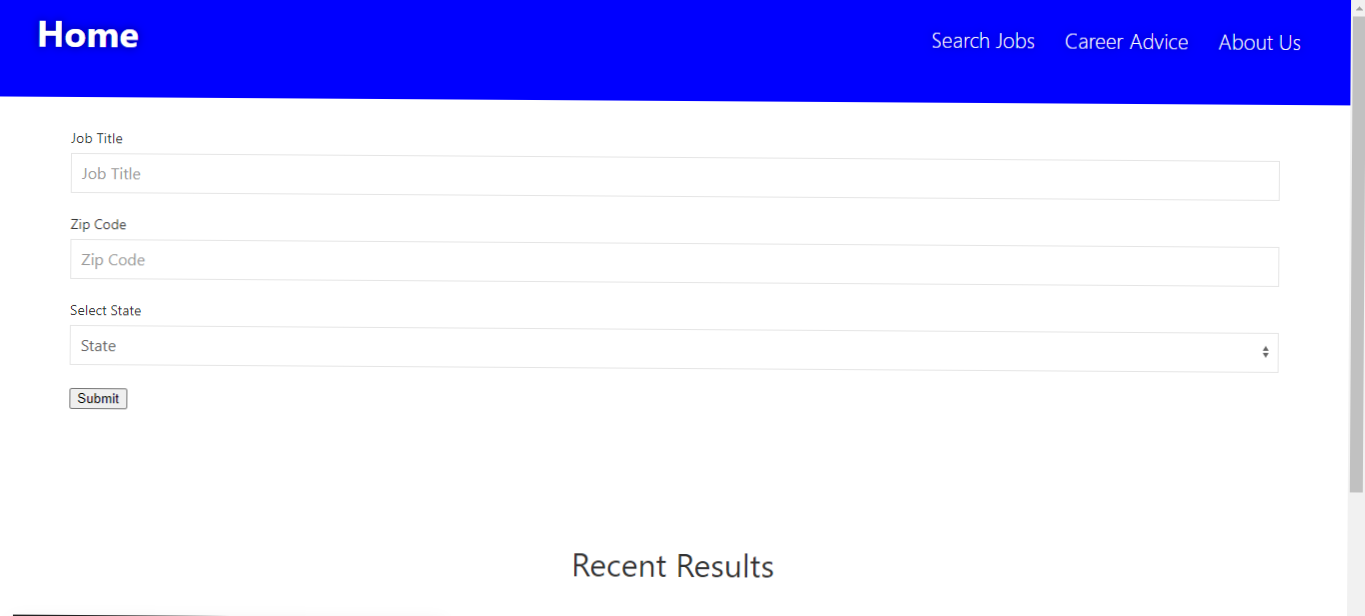 Home
Search Jobs Career Advice About Us
Job Title
Job Title
Zip Code
Zip Code
Select State
State
Submit
Recent Results